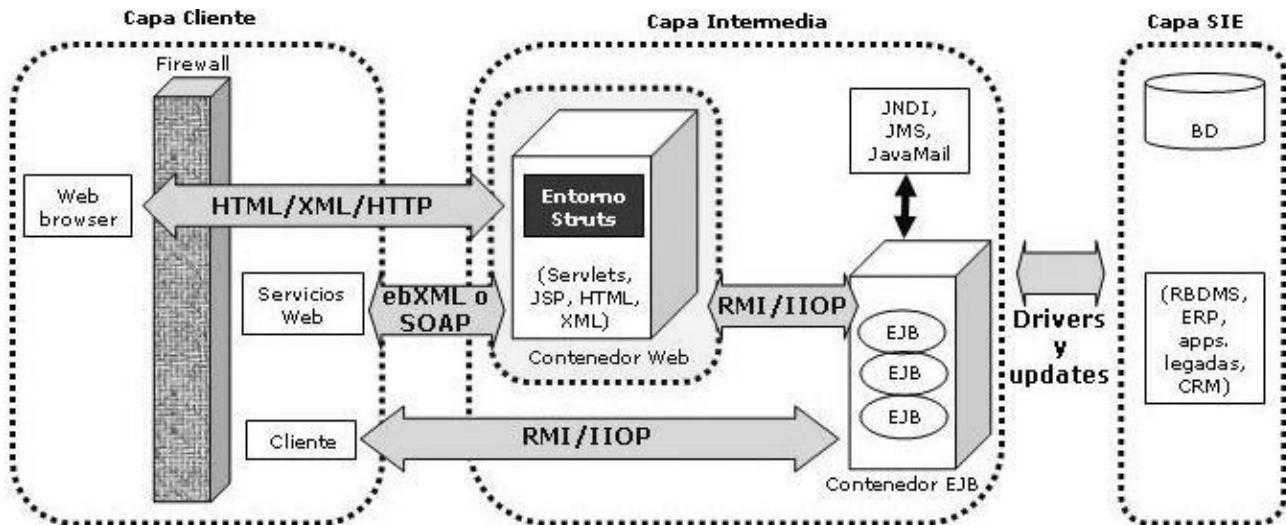 Capa Cliente
Capa Intermedia
Capa SIE
Firewall
JNDI,
JMS,
JavaMail
BD
Web
browser
HTML/XML/HTTP
Entorno
Struts
(Servlets,
JSP, HTML,
XML)
Contenedor Web
Servicios
Web
ebXML o
SOAP
RMI/IIOP
EJB
EJB
EJB
Contenedor EJB
Drivers
y
updates
(RBDMS,
ERP,
apps.
legadas,
CRM)
Cliente
RMI/IIOP